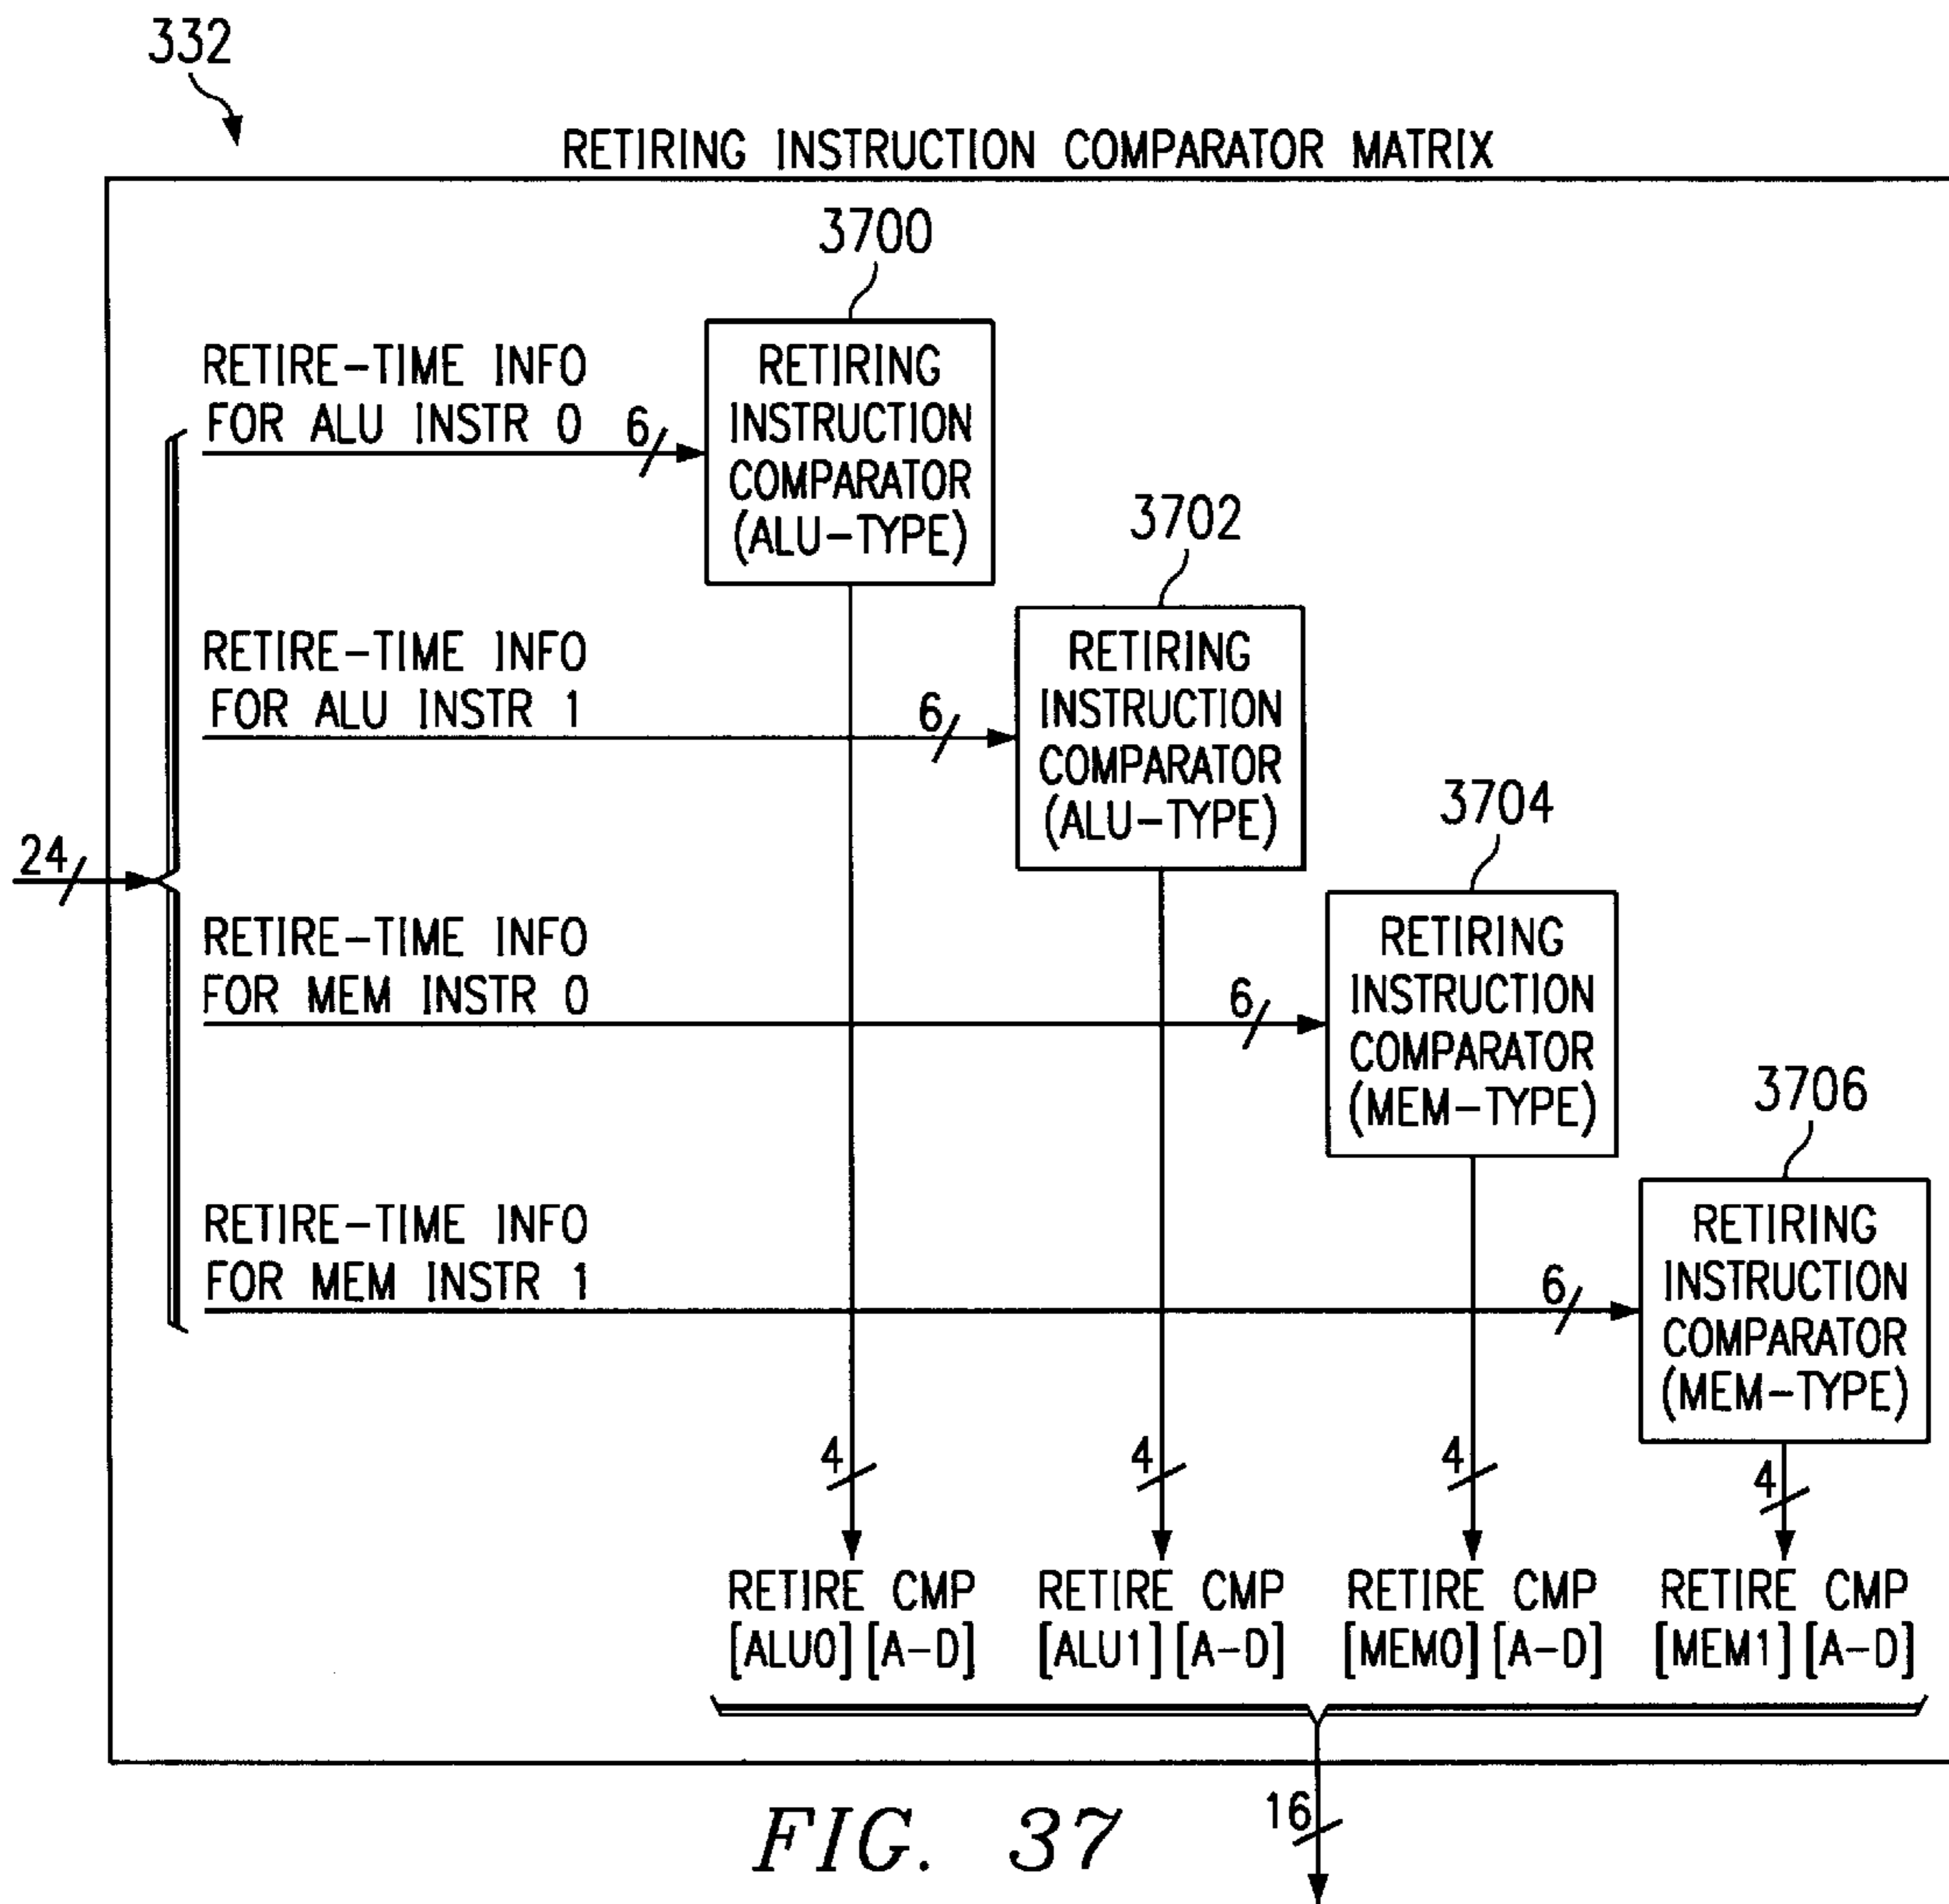 332
RETIRING INSTRUCTION COMPARATOR MATRIX
3700
RETIRE-TIME INFO
FOR ALU INSTR 0
6
RETIRING
INSTRUCTION
COMPARATOR
(ALU-TYPE)
3702
RETIRE-TIME INFO
FOR ALU INSTR 1
6
RETIRING
INSTRUCTION
COMPARATOR
(ALU-TYPE)
3704
24
RETIRE-TIME INFO
FOR MEM INSTR 0
6
RETIRING
INSTRUCTION
COMPARATOR
(MEM-TYPE)
3706
RETIRE-TIME INFO
FOR MEM INSTR 1
6
RETIRING
INSTRUCTION
COMPARATOR
(MEM-TYPE)
4 4 4 4
RETIRE CMP RETIRE CMP RETIRE CMP RETIRE CMP
[ALU0][A-D] [ALU1][A-D] [MEM0][A-D] [MEM1][A-D]
16
FIG. 37